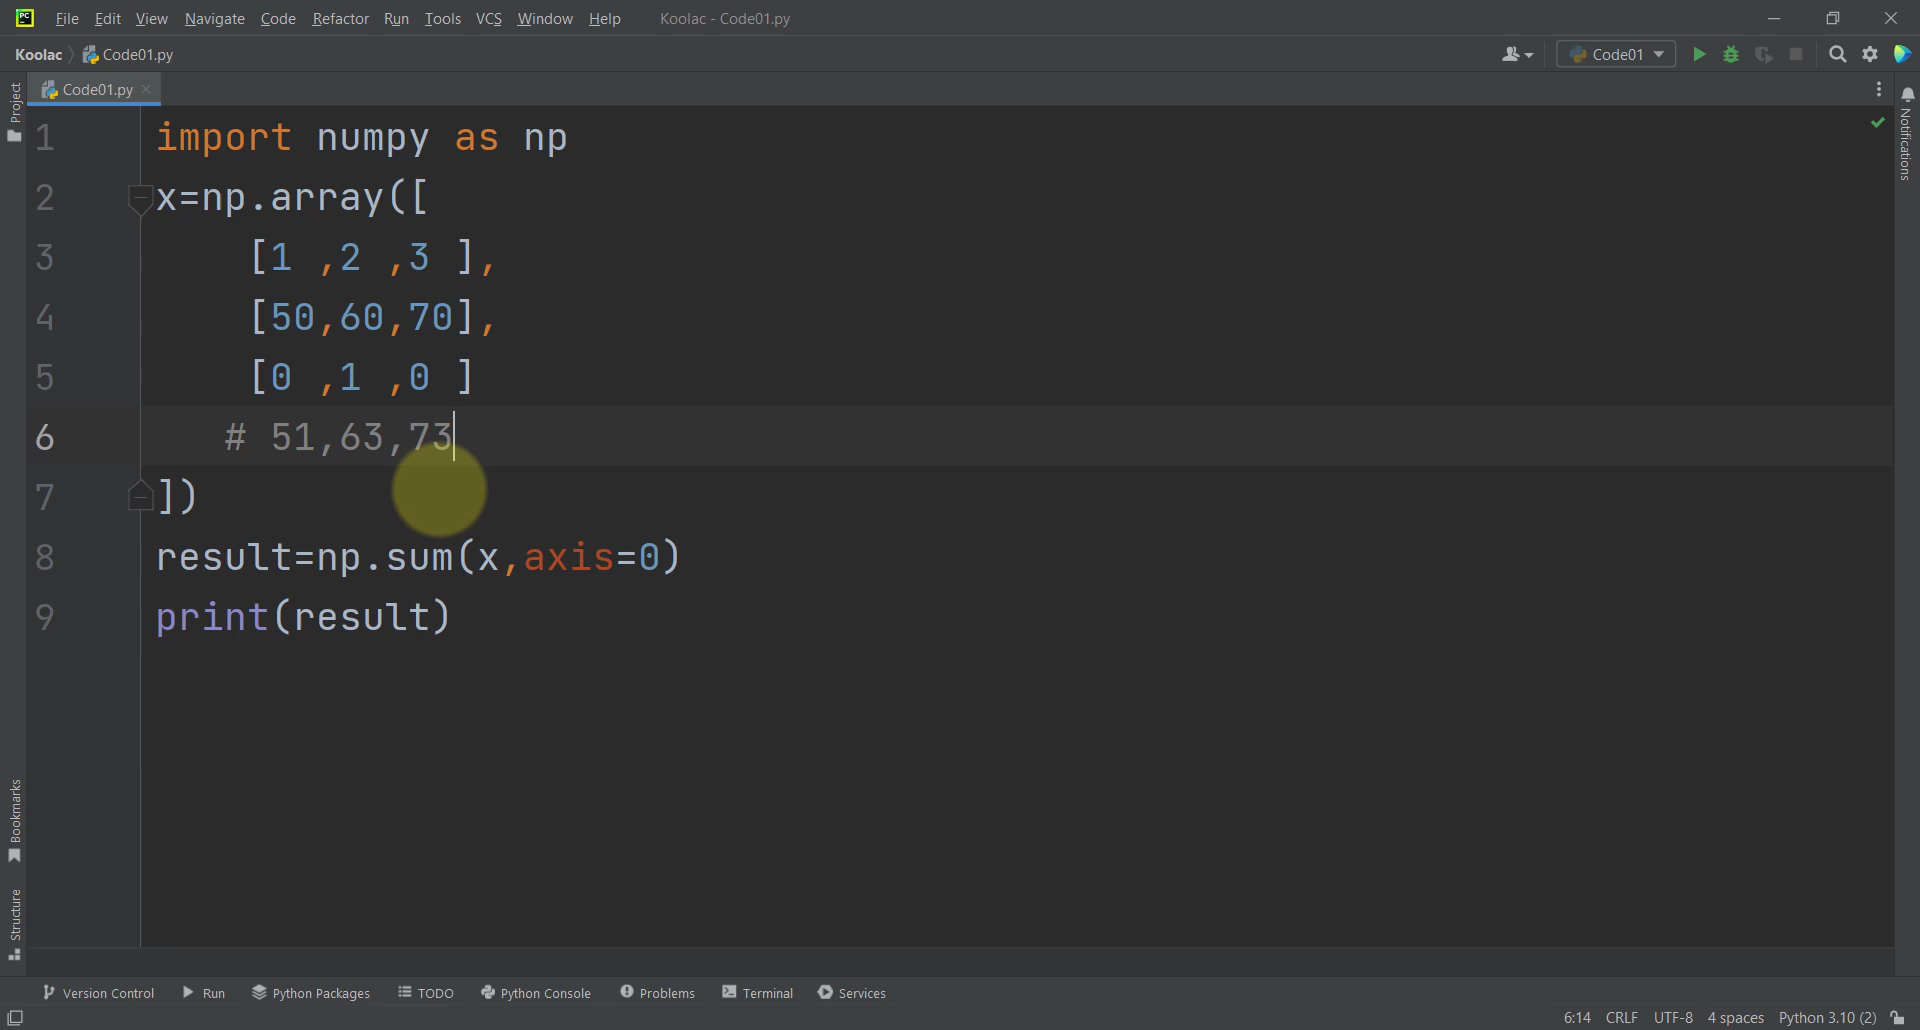 PC File Edit View Navigate Code Refactor Run Tools VCS Window Help Koolac - Code01.py
Koolac Code01.py Code01
Project Code01.py Notifications
1 import numpy as np
2 x=np.array([
3 [1 ,2 ,3 ],
4 [50,60,70],
5 [0 ,1 ,0 ]
6 # 51,63,73
7 ])
8 result=np.sum(x,axis=0)
9 print(result)
Bookmarks
Structure
Version Control Run Python Packages TODO Python Console Problems Terminal Services
6:14 CRLF UTF-8 4 spaces Python 3.10 (2)